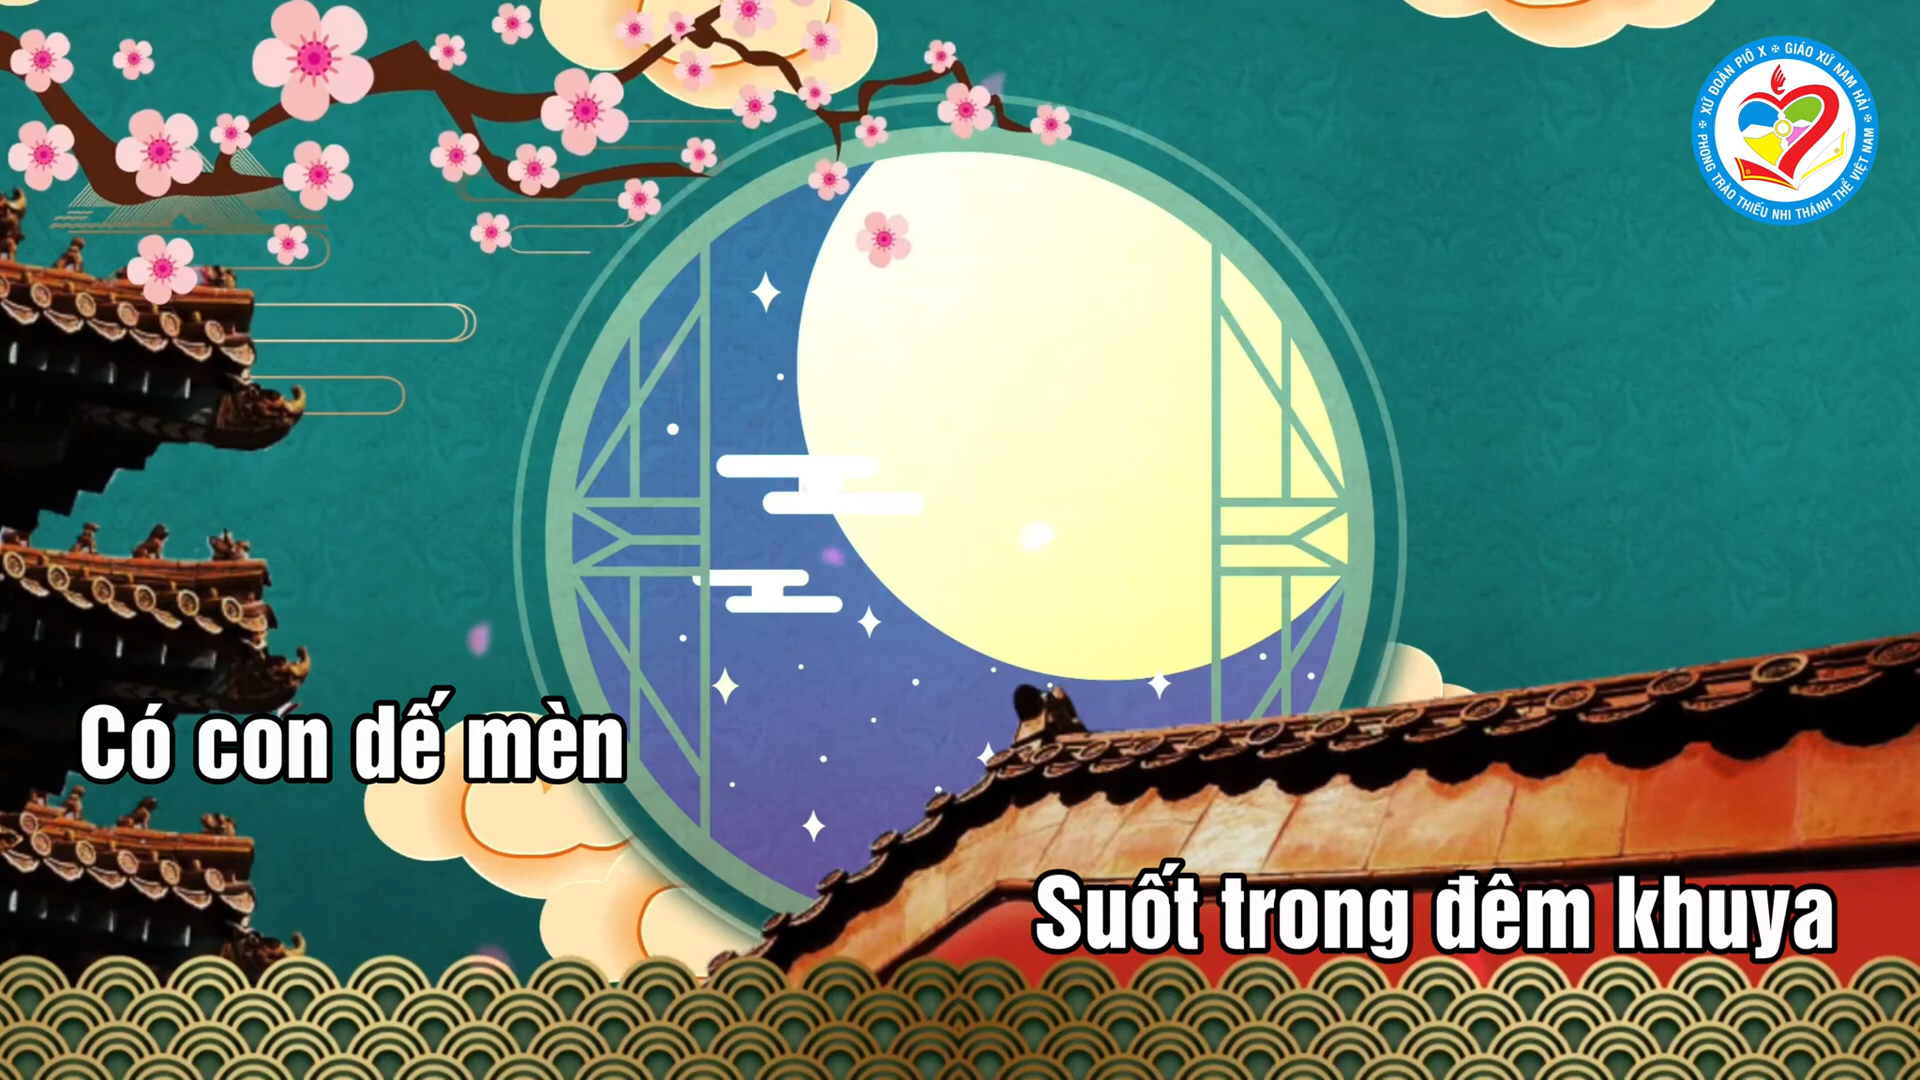 XỨ ĐOÀN PIÔ X ✠ GIÁO XỨ NAM HẢI ✠
PHONG TRÀO THIẾU NHI THÁNH THỂ VIỆT NAM ✠
Có con dế mèn
Suốt trong đêm khuya